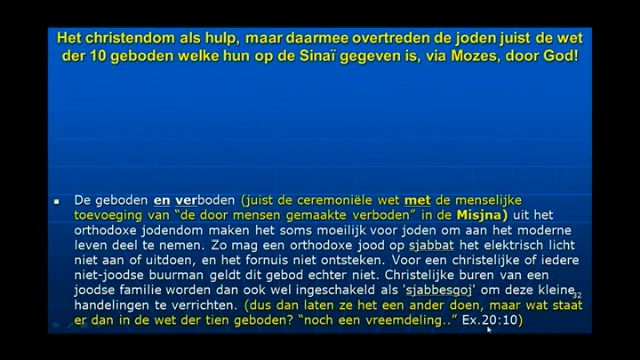 Het christendom als hulp, maar daarmee overtreden de joden juist de wet
der 10 geboden welke hun op de Sinaï gegeven is, via Mozes, door God!
▪ De geboden en verboden (juist de ceremoniële wet met de menselijke
toevoeging van “de door mensen gemaakte verboden” in de Misjna) uit het
orthodoxe jodendom maken het soms moeilijk voor joden om aan het moderne
leven deel te nemen. Zo mag een orthodoxe jood op sjabbat het elektrisch licht
niet aan of uitdoen, en het fornuis niet ontsteken. Voor een christelijke of iedere
niet-joodse buurman geldt dit gebod echter niet. Christelijke buren van een
joodse familie worden dan ook wel ingeschakeld als 'sjabbesgoj' om deze kleine
32
handelingen te verrichten. (dus dan laten ze het een ander doen, maar wat staat
er dan in de wet der tien geboden? “noch een vreemdeling..” Ex.20:10)